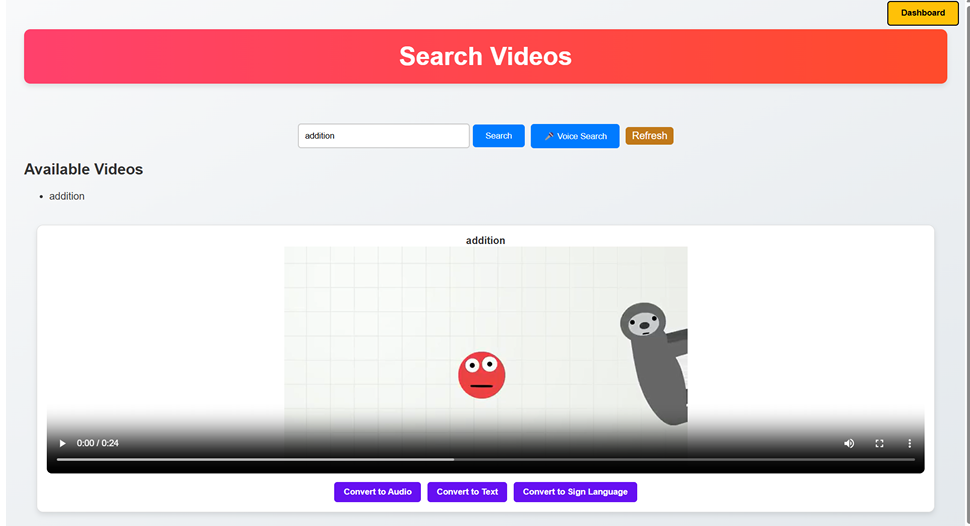 Dashboard
Search Videos
addition
Search
Voice Search
Refresh
Available Videos
addition
addition
0:00 / 0:24
Convert to Audio
Convert to Text
Convert to Sign Language